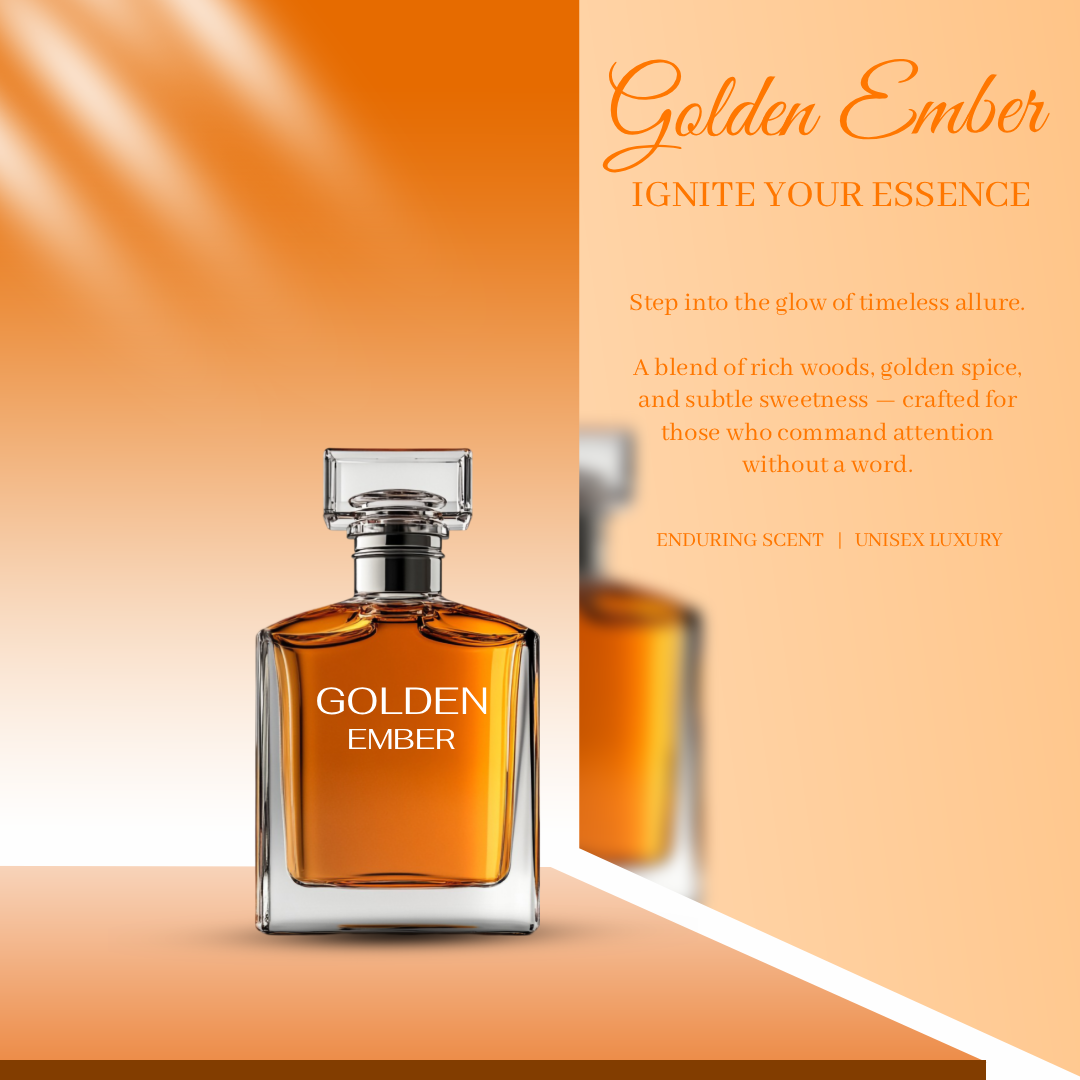 Golden Ember
IGNITE YOUR ESSENCE
Step into the glow of timeless allure.
A blend of rich woods, golden spice,
and subtle sweetness — crafted for
those who command attention
without a word.
ENDURING SCENT | UNISEX LUXURY
GOLDEN
EMBER